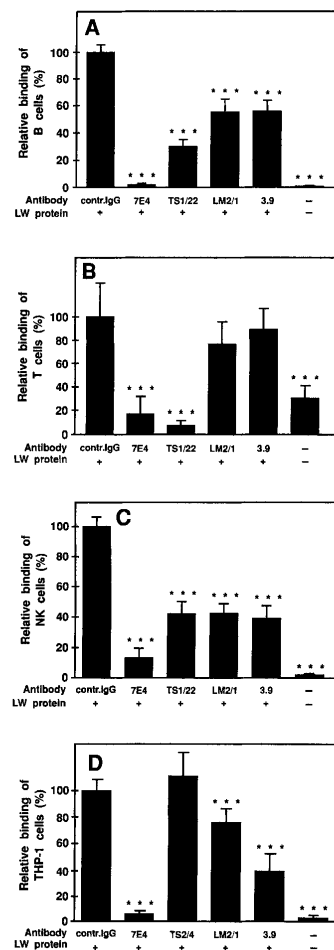 A
Relative binding of
B cells (%)
100
80
60
40
20
0
* * *
* * *
* * *
* * *
* * *
Antibody contr.IgG 7E4 TS1/22 LM2/1 3.9 –
LW protein + + + + + –
B
Relative binding of
T cells (%)
100
80
60
40
20
0
* * *
* * *
* * *
Antibody contr.IgG 7E4 TS1/22 LM2/1 3.9 –
LW protein + + + + + –
C
Relative binding of
NK cells (%)
100
80
60
40
20
0
* * *
* * *
* * *
* * *
* * *
Antibody contr.IgG 7E4 TS1/22 LM2/1 3.9 –
LW protein + + + + + –
D
Relative binding of
THP-1 cells (%)
100
80
60
40
20
0
* * *
* * *
* * *
* * *
Antibody contr.IgG 7E4 TS2/4 LM2/1 3.9 –
LW protein + + + + + –